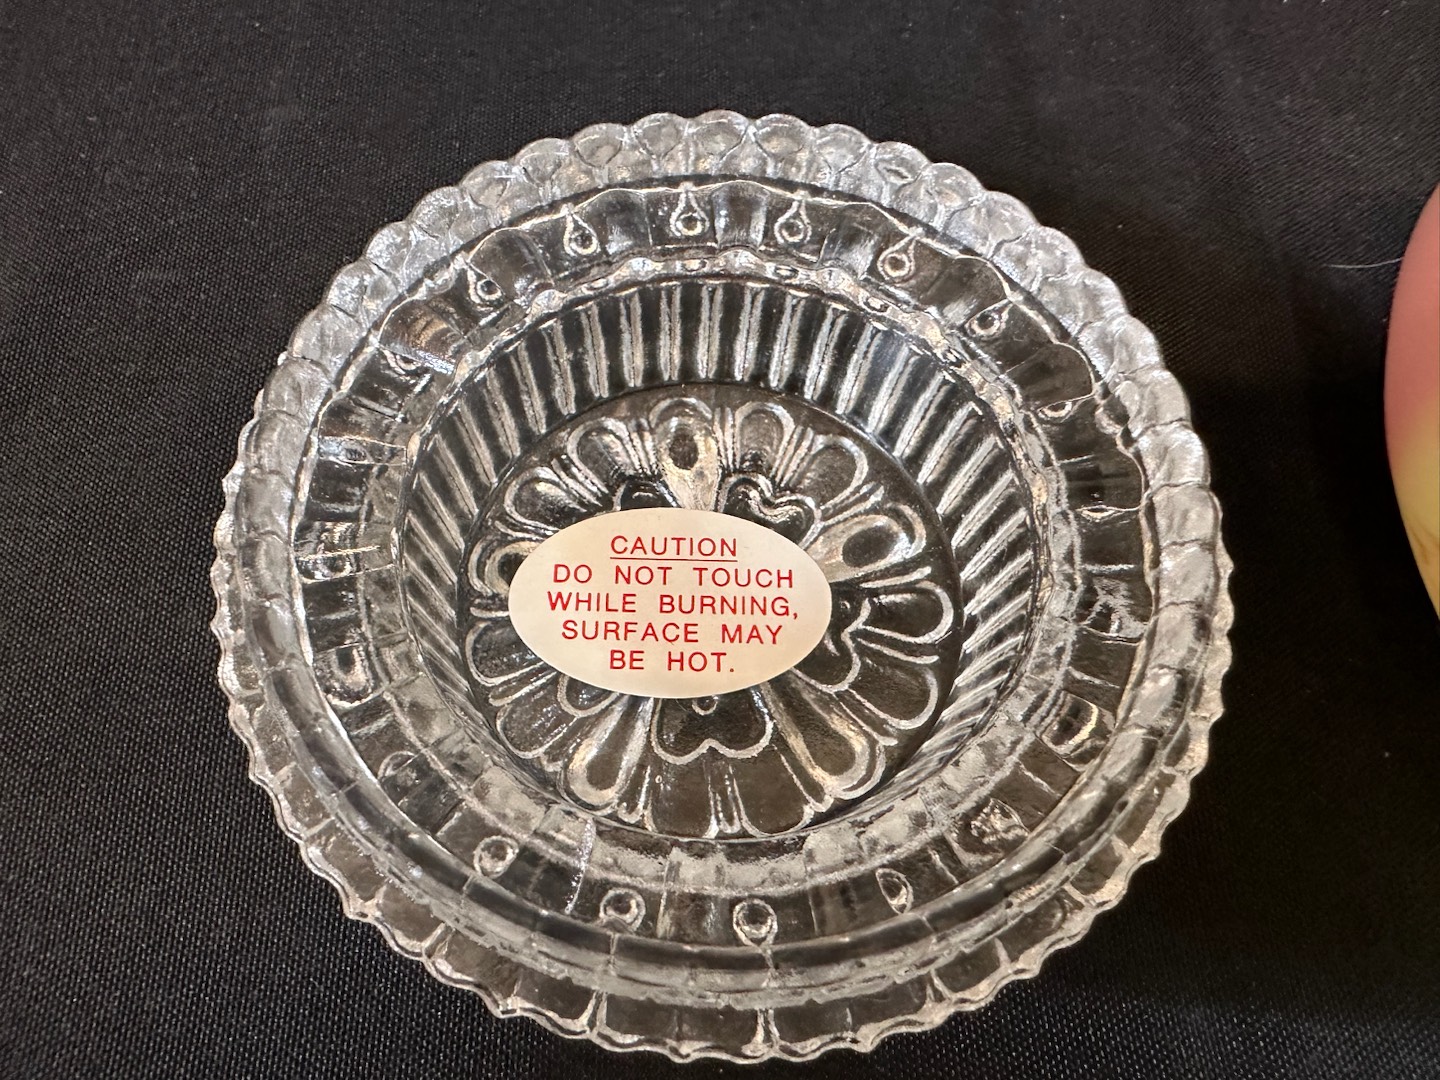 CAUTION
DO NOT TOUCH
WHILE BURNING,
SURFACE MAY
BE HOT.